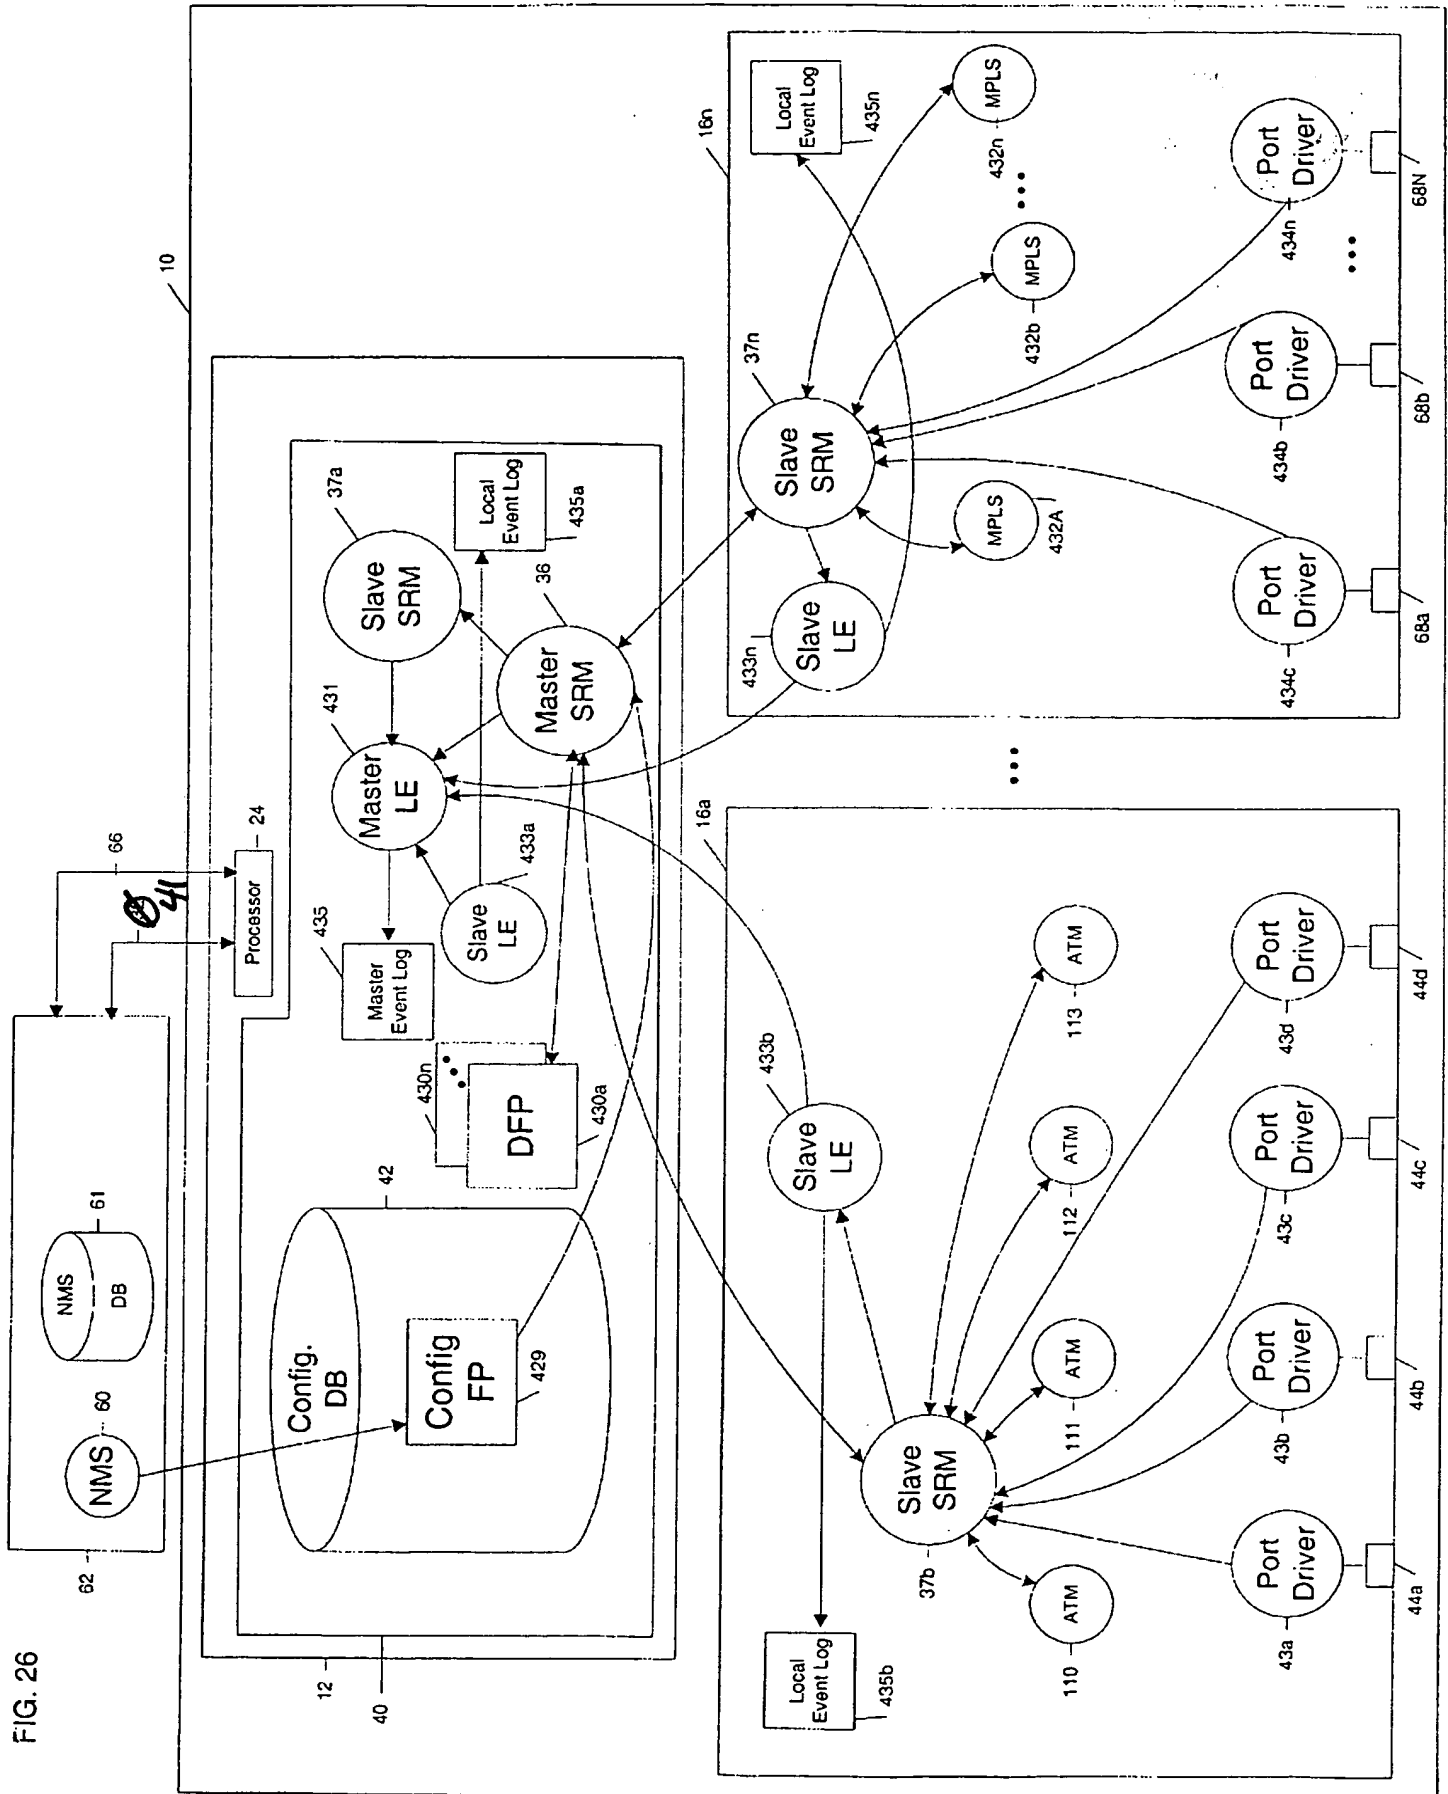 FIG. 26
62
NMS
60
NMS
DB
61
66
41
10
12
40
Processor
24
Config.
DB
42
Config
FP
429
DFP
430a
430n
Master
Event Log
435
Slave
LE
433a
Master
LE
431
Slave
SRM
37a
Master
SRM
36
Local
Event Log
435a
16a
Local
Event Log
435b
Slave
LE
433b
Slave
SRM
37b
ATM
110
ATM
111
ATM
112
ATM
113
Port
Driver
43a
Port
Driver
43b
Port
Driver
43c
Port
Driver
43d
44a
44b
44c
44d
16n
Slave
LE
433n
Slave
SRM
37n
Local
Event Log
435n
MPLS
432A
MPLS
432b
MPLS
432n
Port
Driver
434c
Port
Driver
434b
Port
Driver
434n
68a
68b
68N